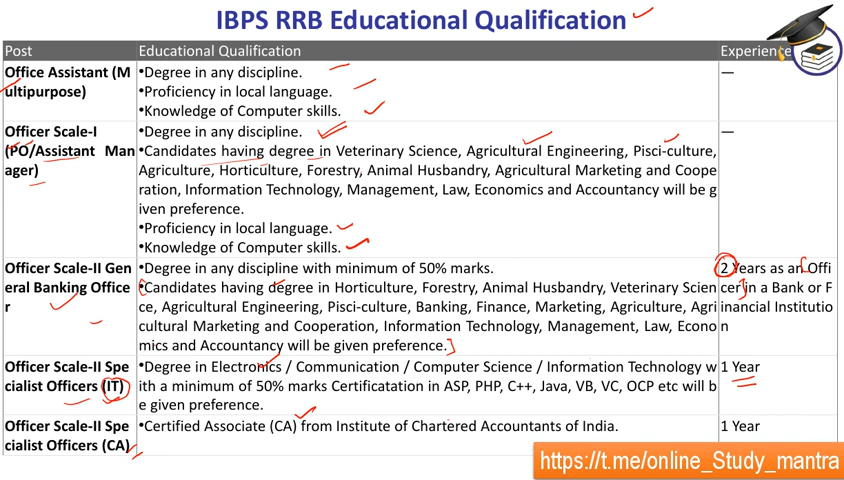 IBPS RRB Educational Qualification
Post Educational Qualification Experience
Office Assistant (M
ultipurpose)
•Degree in any discipline.
•Proficiency in local language.
•Knowledge of Computer skills.
—
Officer Scale-I
(PO/Assistant Man
ager)
•Degree in any discipline.
•Candidates having degree in Veterinary Science, Agricultural Engineering, Pisci-culture,
Agriculture, Horticulture, Forestry, Animal Husbandry, Agricultural Marketing and Coope
ration, Information Technology, Management, Law, Economics and Accountancy will be g
iven preference.
•Proficiency in local language.
•Knowledge of Computer skills.
—
Officer Scale-II Gen
eral Banking Office
r
•Degree in any discipline with minimum of 50% marks.
•Candidates having degree in Horticulture, Forestry, Animal Husbandry, Veterinary Scien
ce, Agricultural Engineering, Pisci-culture, Banking, Finance, Marketing, Agriculture, Agri
cultural Marketing and Cooperation, Information Technology, Management, Law, Econo
mics and Accountancy will be given preference.
2 Years as an Offi
cer in a Bank or F
inancial Institutio
n
Officer Scale-II Spe
cialist Officers (IT)
•Degree in Electronics / Communication / Computer Science / Information Technology w
ith a minimum of 50% marks Certificatation in ASP, PHP, C++, Java, VB, VC, OCP etc will b
e given preference.
1 Year
Officer Scale-II Spe
cialist Officers (CA)
•Certified Associate (CA) from Institute of Chartered Accountants of India.
1 Year
https://t.me/online_Study_mantra